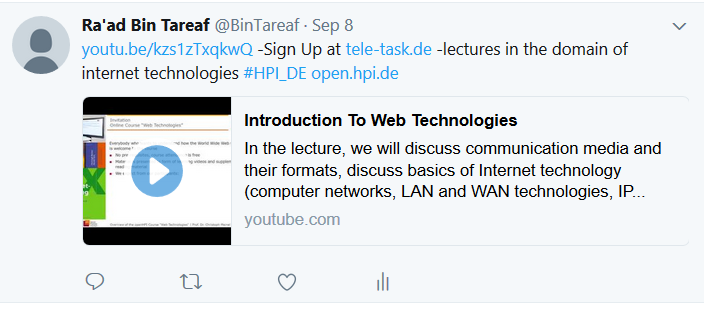 Ra'ad Bin Tareaf @BinTareaf · Sep 8
youtu.be/kzs1zTxqkwQ -Sign Up at tele-task.de -lectures in the domain of
internet technologies #HPI_DE open.hpi.de
Invitation
Online Course "Web Technologies"
Introduction To Web Technologies
In the lecture, we will discuss communication media and
their formats, discuss basics of Internet technology
(computer networks, LAN and WAN technologies, IP...
youtube.com